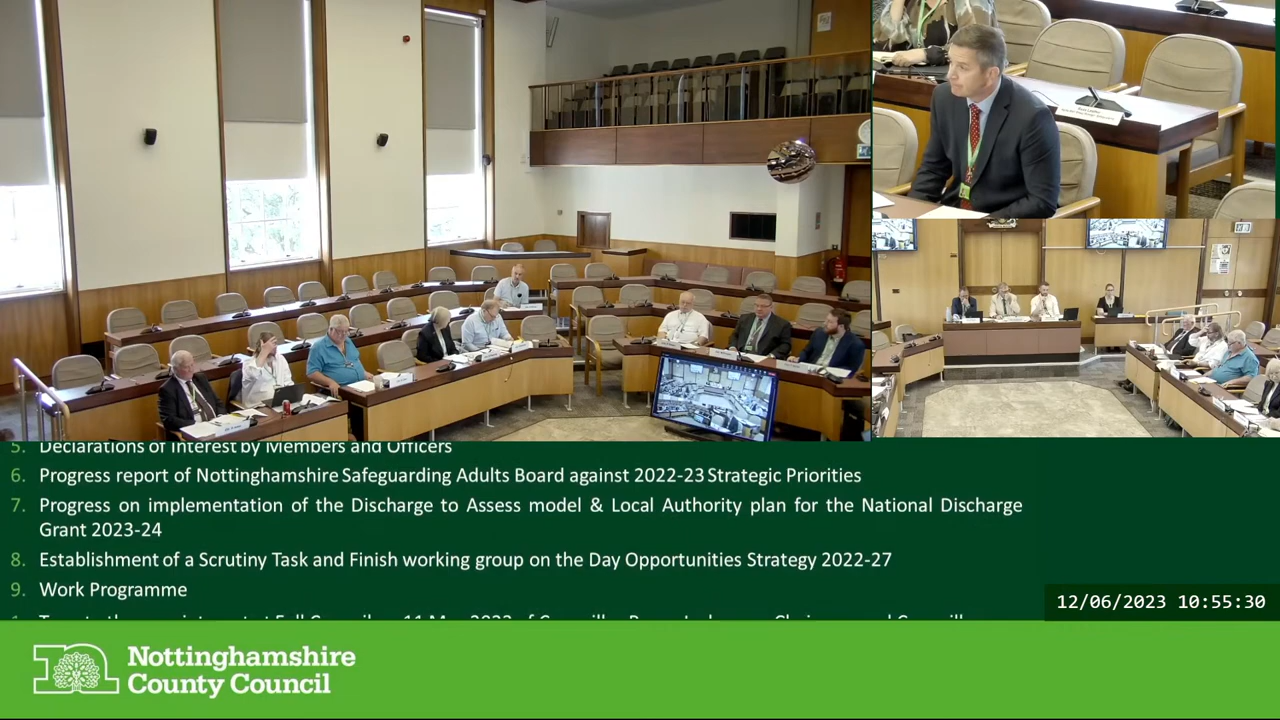 5. Declarations of Interest by Members and Officers
6. Progress report of Nottinghamshire Safeguarding Adults Board against 2022-23 Strategic Priorities
7. Progress on implementation of the Discharge to Assess model & Local Authority plan for the National Discharge
Grant 2023-24
8. Establishment of a Scrutiny Task and Finish working group on the Day Opportunities Strategy 2022-27
9. Work Programme
12/06/2023 10:55:30
Nottinghamshire
County Council